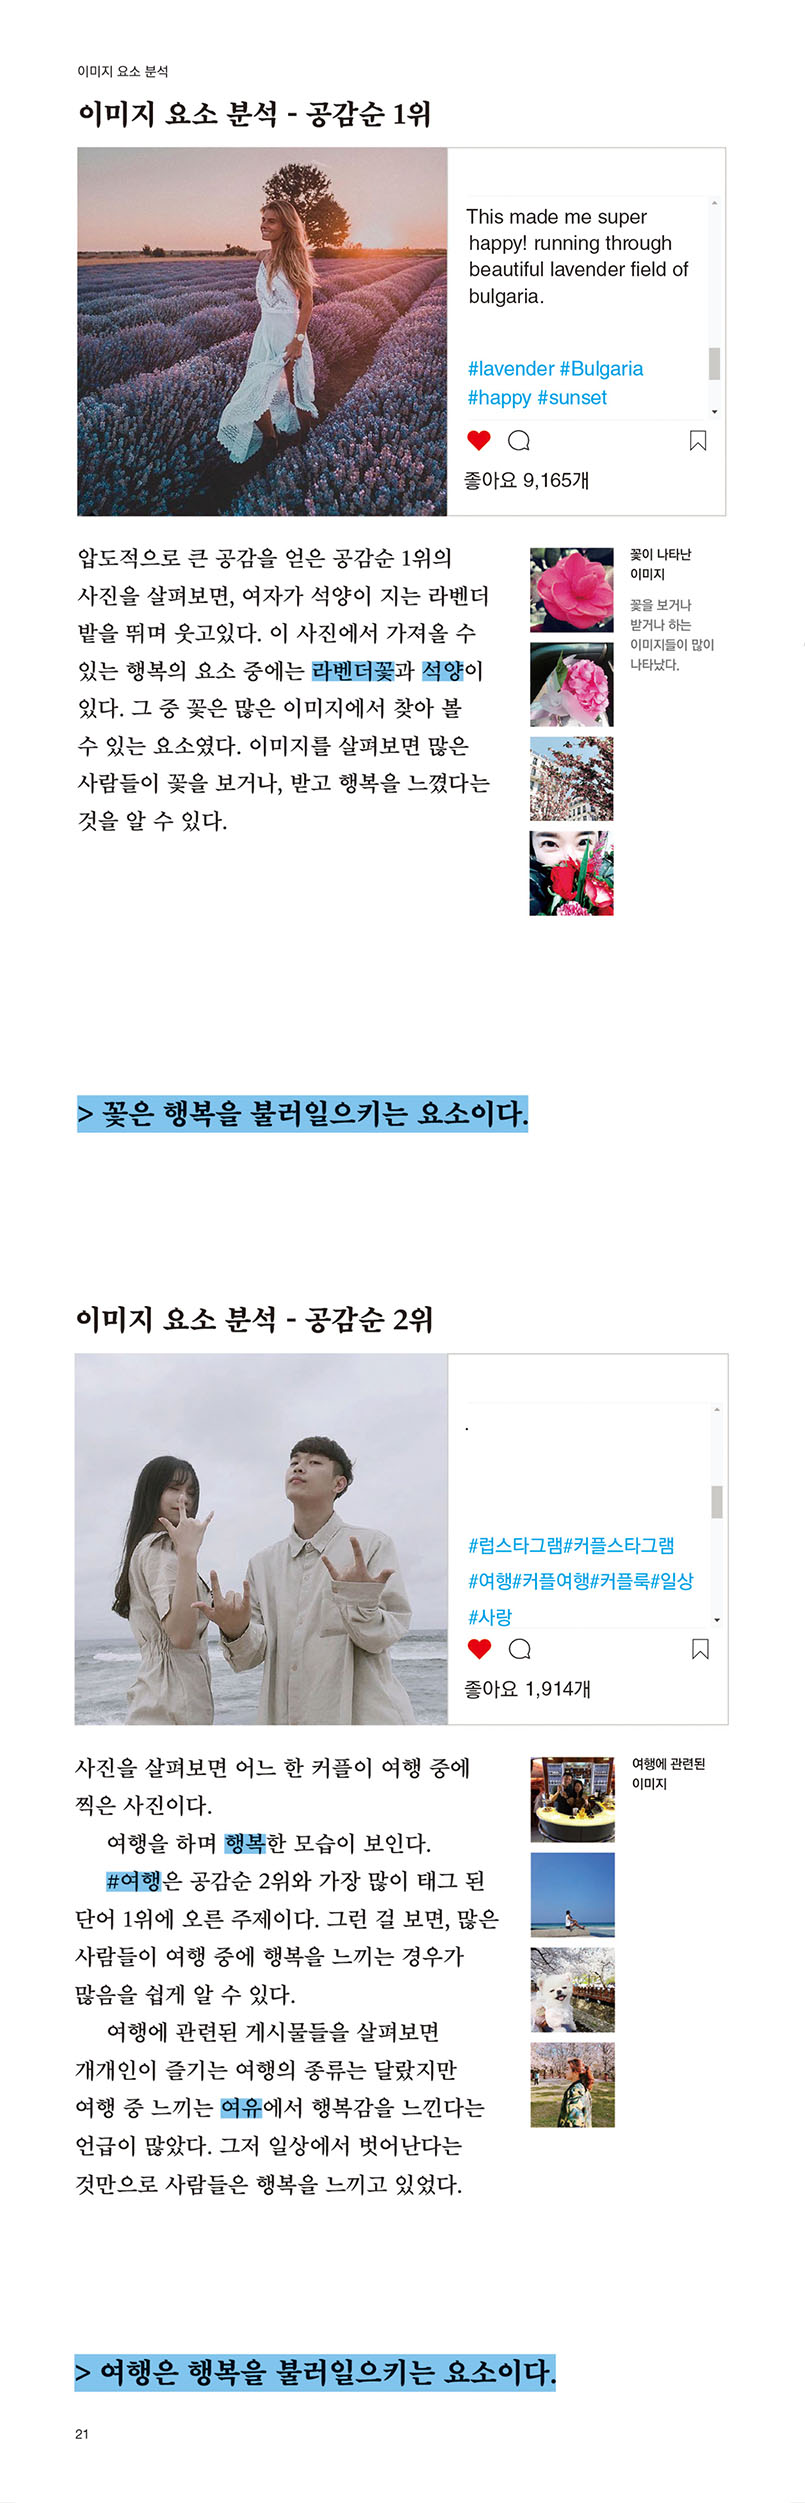 이미지 요소 분석
이미지 요소 분석 - 공감순 1위
This made me super
happy! running through
beautiful lavender field of
bulgaria.
#lavender #Bulgaria
#happy #sunset
좋아요 9,165개
압도적으로 큰 공감을 얻은 공감순 1위의
사진을 살펴보면, 여자가 석양이 지는 라벤더
밭을 뛰며 웃고있다. 이 사진에서 가져올 수
있는 행복의 요소 중에는 라벤더꽃과 석양이
있다. 그 중 꽃은 많은 이미지에서 찾아 볼
수 있는 요소였다. 이미지를 살펴보면 많은
사람들이 꽃을 보거나, 받고 행복을 느꼈다는
것을 알 수 있다.
꽃이 나타난
이미지
꽃을 보거나
받거나 하는
이미지들이 많이
나타났다.
> 꽃은 행복을 불러일으키는 요소이다.
이미지 요소 분석 - 공감순 2위
.
#럽스타그램#커플스타그램
#여행#커플여행#커플룩#일상
#사랑
좋아요 1,914개
사진을 살펴보면 어느 한 커플이 여행 중에
찍은 사진이다.
여행을 하며 행복한 모습이 보인다.
#여행은 공감순 2위와 가장 많이 태그 된
단어 1위에 오른 주제이다. 그런 걸 보면, 많은
사람들이 여행 중에 행복을 느끼는 경우가
많음을 쉽게 알 수 있다.
여행에 관련된 게시물들을 살펴보면
개개인이 즐기는 여행의 종류는 달랐지만
여행 중 느끼는 여유에서 행복감을 느낀다는
언급이 많았다. 그저 일상에서 벗어난다는
것만으로 사람들은 행복을 느끼고 있었다.
여행에 관련된
이미지
> 여행은 행복을 불러일으키는 요소이다.
21